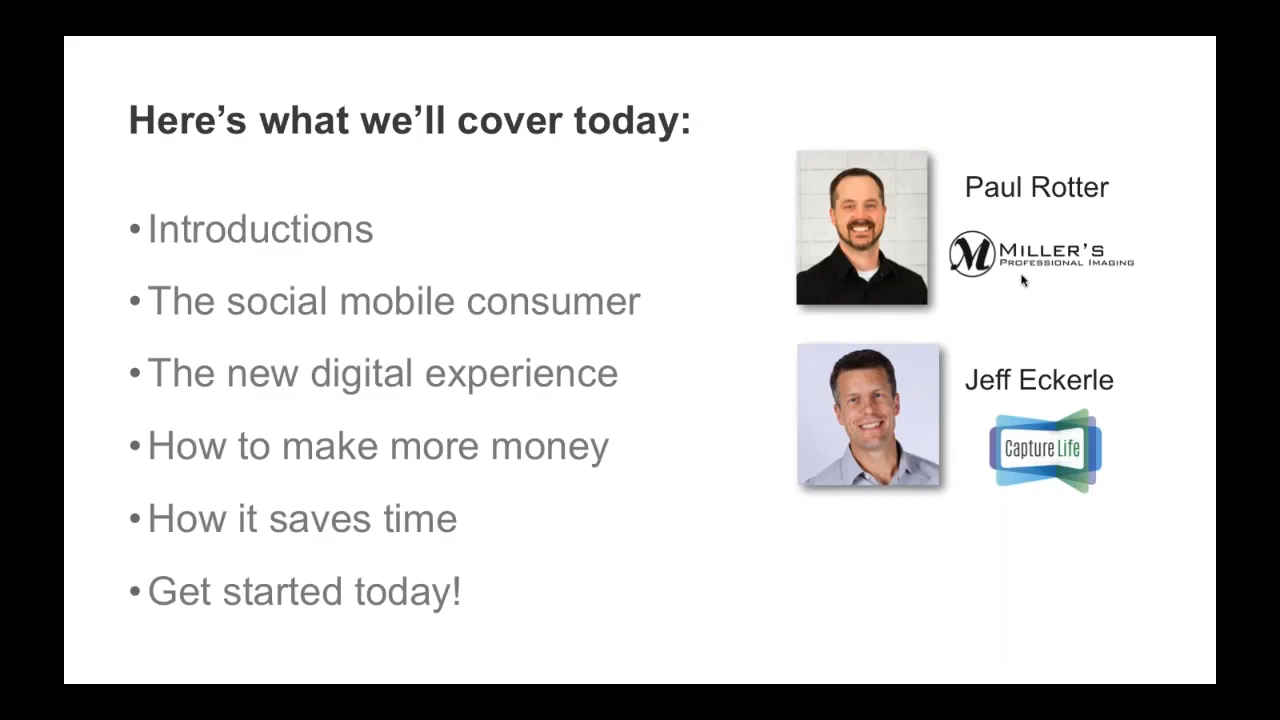 Here’s what we’ll cover today:
• Introductions
• The social mobile consumer
• The new digital experience
• How to make more money
• How it saves time
• Get started today!
Paul Rotter
M MILLER’S
PROFESSIONAL IMAGING
Jeff Eckerle
Capture Life